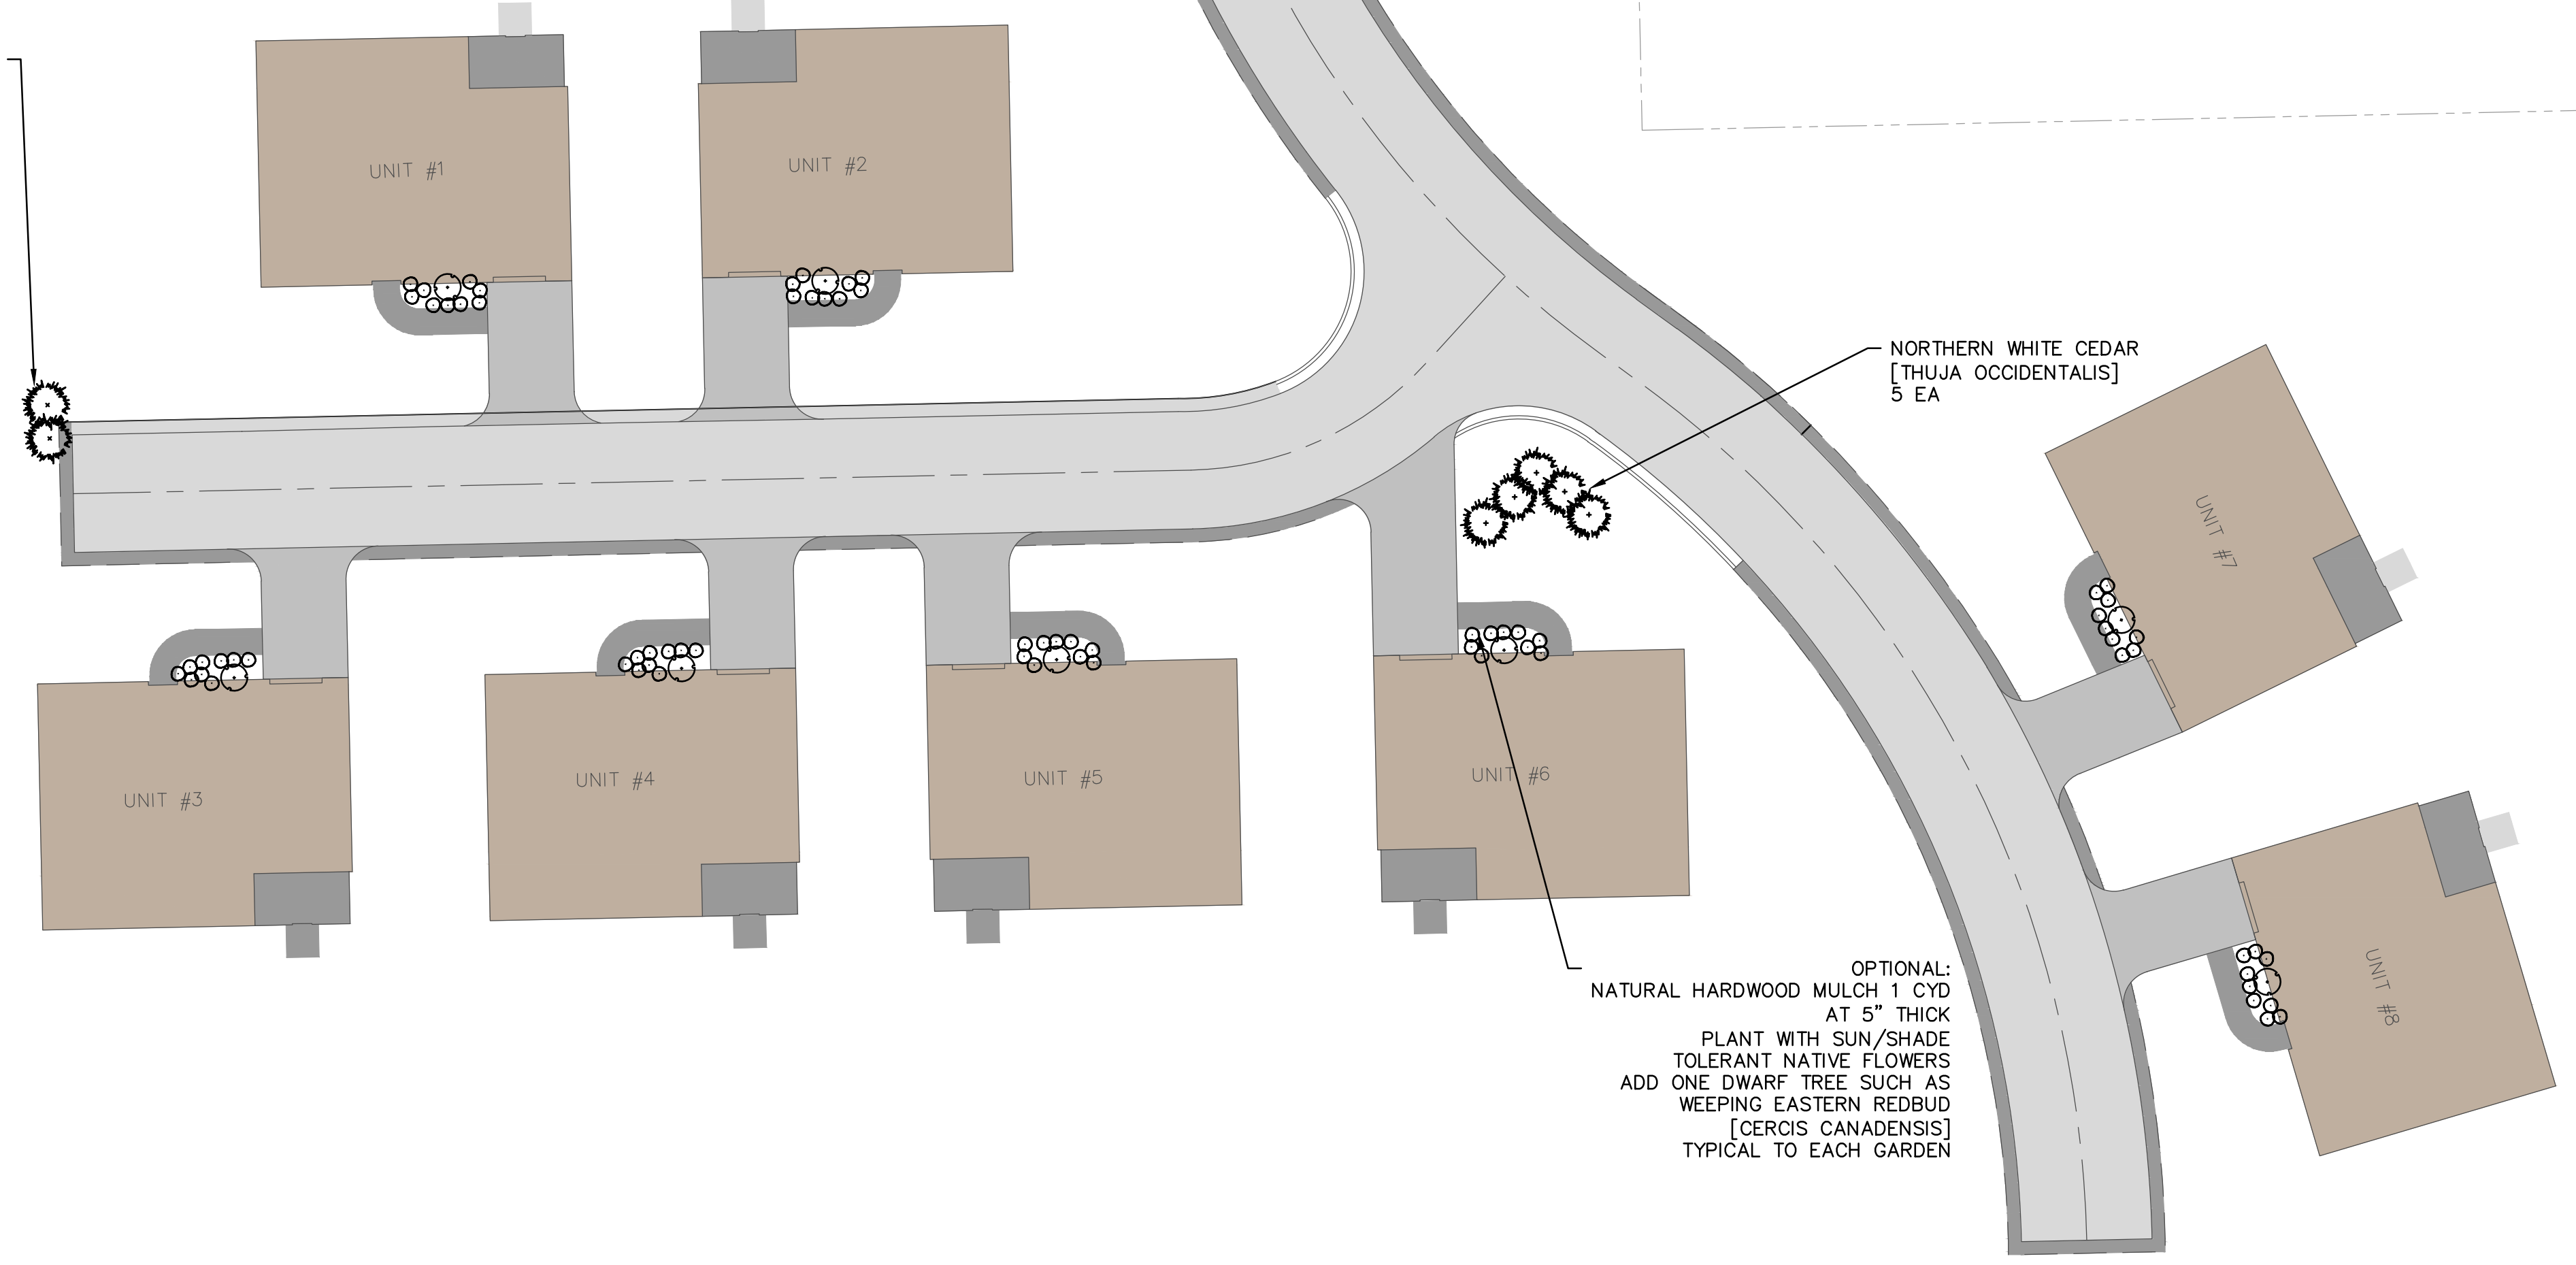 UNIT #1
UNIT #2
NORTHERN WHITE CEDAR
[THUJA OCCIDENTALIS]
5 EA
UNIT #7
UNIT #3
UNIT #4
UNIT #5
UNIT #6
UNIT #8
OPTIONAL:
NATURAL HARDWOOD MULCH 1 CYD
AT 5" THICK
PLANT WITH SUN/SHADE
TOLERANT NATIVE FLOWERS
ADD ONE DWARF TREE SUCH AS
WEEPING EASTERN REDBUD
[CERCIS CANADENSIS]
TYPICAL TO EACH GARDEN